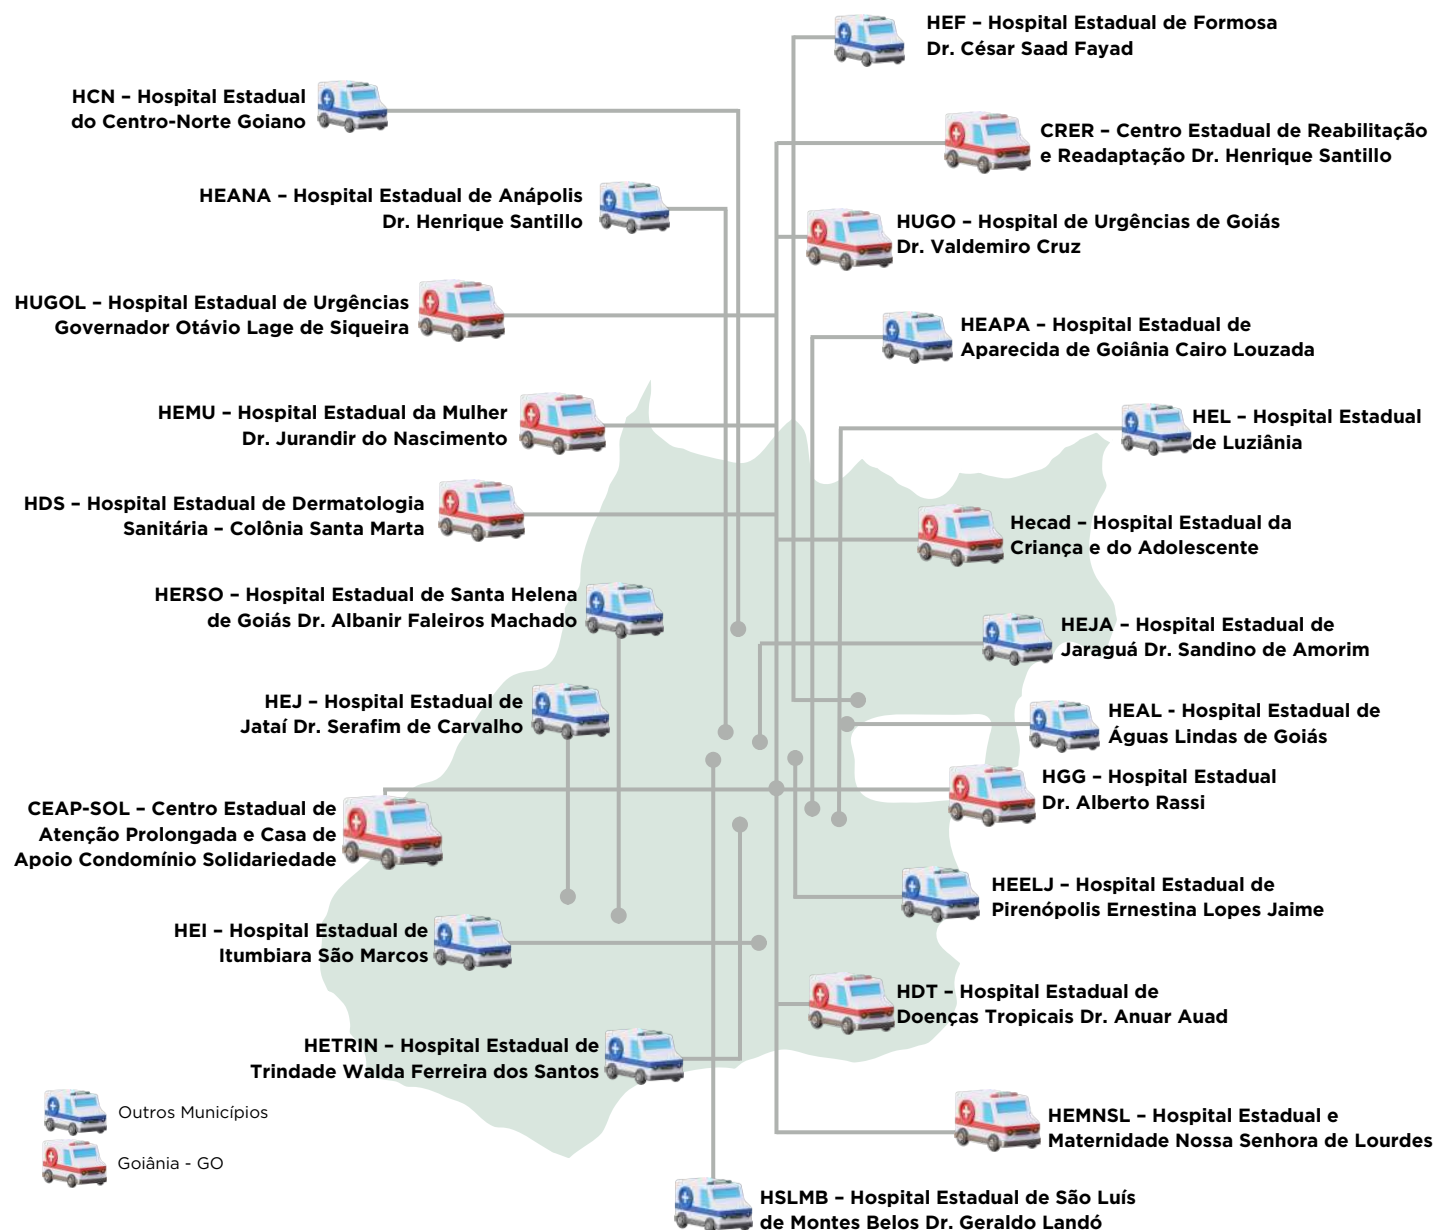 HEF – Hospital Estadual de Formosa
Dr. César Saad Fayad
HCN – Hospital Estadual
do Centro-Norte Goiano
CRER – Centro Estadual de Reabilitação
e Readaptação Dr. Henrique Santillo
HEANA – Hospital Estadual de Anápolis
Dr. Henrique Santillo
HUGO – Hospital de Urgências de Goiás
Dr. Valdemiro Cruz
HUGOL – Hospital Estadual de Urgências
Governador Otávio Lage de Siqueira
HEAPA – Hospital Estadual de
Aparecida de Goiânia Cairo Louzada
HEMU – Hospital Estadual da Mulher
Dr. Jurandir do Nascimento
HEL – Hospital Estadual
de Luziânia
HDS – Hospital Estadual de Dermatologia
Sanitária – Colônia Santa Marta
Hecad – Hospital Estadual da
Criança e do Adolescente
HERSO – Hospital Estadual de Santa Helena
de Goiás Dr. Albanir Faleiros Machado
HEJA – Hospital Estadual de
Jaraguá Dr. Sandino de Amorim
HEJ – Hospital Estadual de
Jataí Dr. Serafim de Carvalho
HEAL - Hospital Estadual de
Águas Lindas de Goiás
HGG – Hospital Estadual
Dr. Alberto Rassi
CEAP-SOL – Centro Estadual de
Atenção Prolongada e Casa de
Apoio Condomínio Solidariedade
HEELJ – Hospital Estadual de
Pirenópolis Ernestina Lopes Jaime
HEI – Hospital Estadual de
Itumbiara São Marcos
HDT – Hospital Estadual de
Doenças Tropicais Dr. Anuar Auad
HETRIN – Hospital Estadual de
Trindade Walda Ferreira dos Santos
HEMNSL – Hospital Estadual e
Maternidade Nossa Senhora de Lourdes
Outros Municípios
Goiânia - GO
HSLMB – Hospital Estadual de São Luís
de Montes Belos Dr. Geraldo Landó